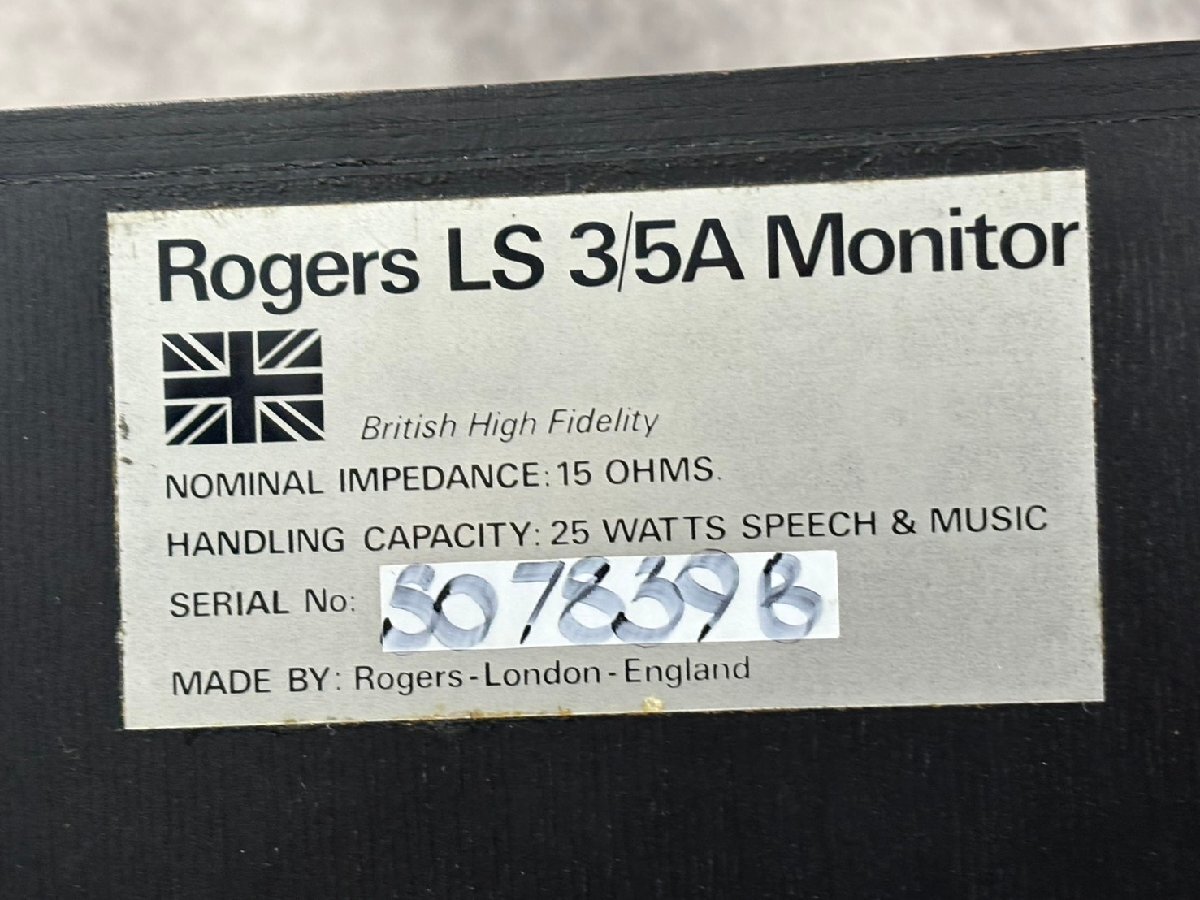 Rogers LS 3/5A Monitor
British High Fidelity
NOMINAL IMPEDANCE: 15 OHMS.
HANDLING CAPACITY: 25 WATTS SPEECH & MUSIC
SERIAL No: SO7839B
MADE BY: Rogers - London - England